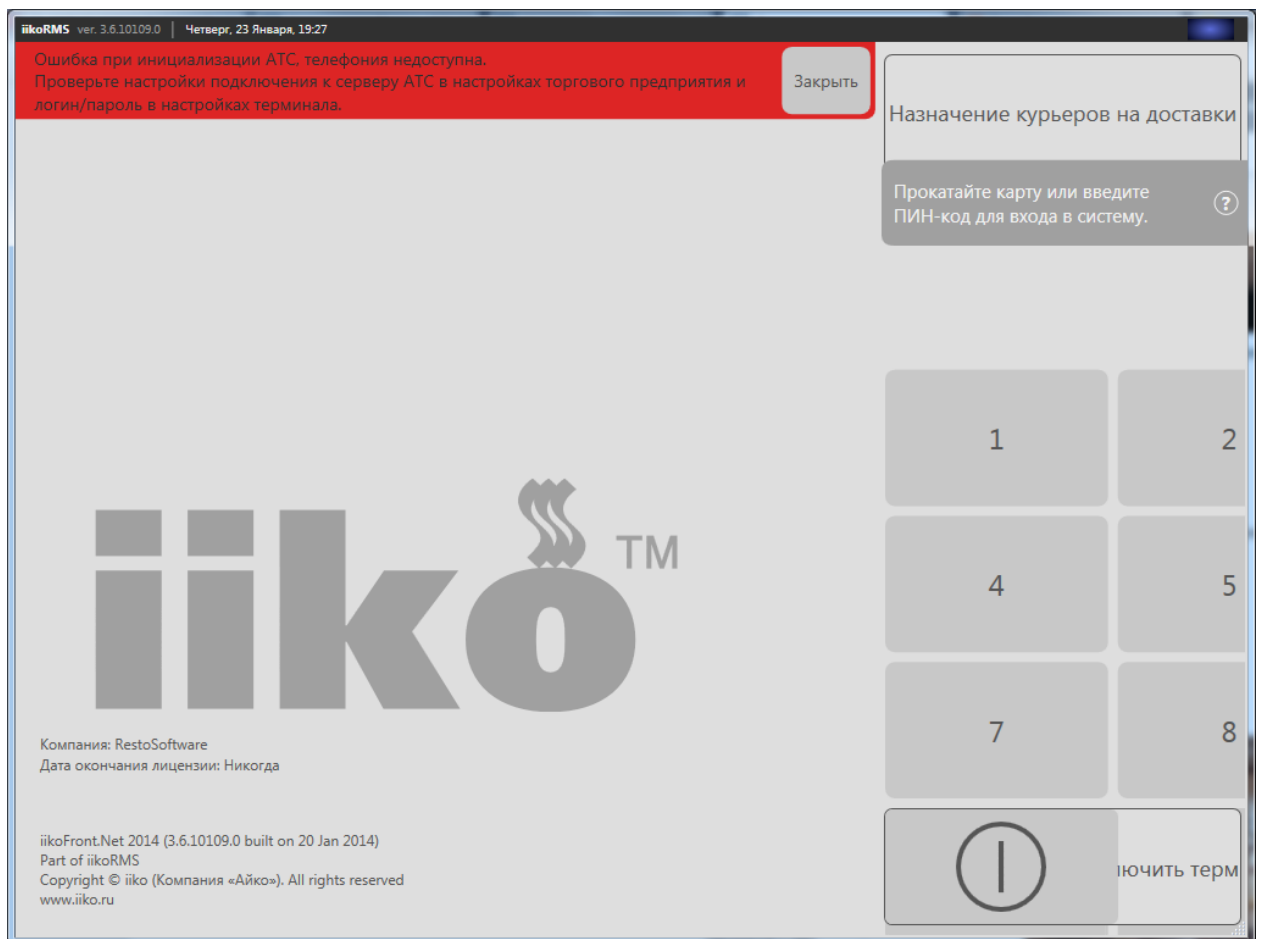 iikoRMS ver. 3.6.10109.0 | Четверг, 23 Января, 19:27
Ошибка при инициализации АТС, телефония недоступна.
Проверьте настройки подключения к серверу АТС в настройках торгового предприятия и
логин/пароль в настройках терминала.
Закрыть
Назначение курьеров на доставки
Прокатайте карту или введите
ПИН-код для входа в систему.
?
1
2
4
5
7
8
iiko TM
Компания: RestoSoftware
Дата окончания лицензии: Никогда
iikoFront.Net 2014 (3.6.10109.0 built on 20 Jan 2014)
Part of iikoRMS
Copyright © iiko (Компания «Айко»). All rights reserved
www.iiko.ru
ючить терм